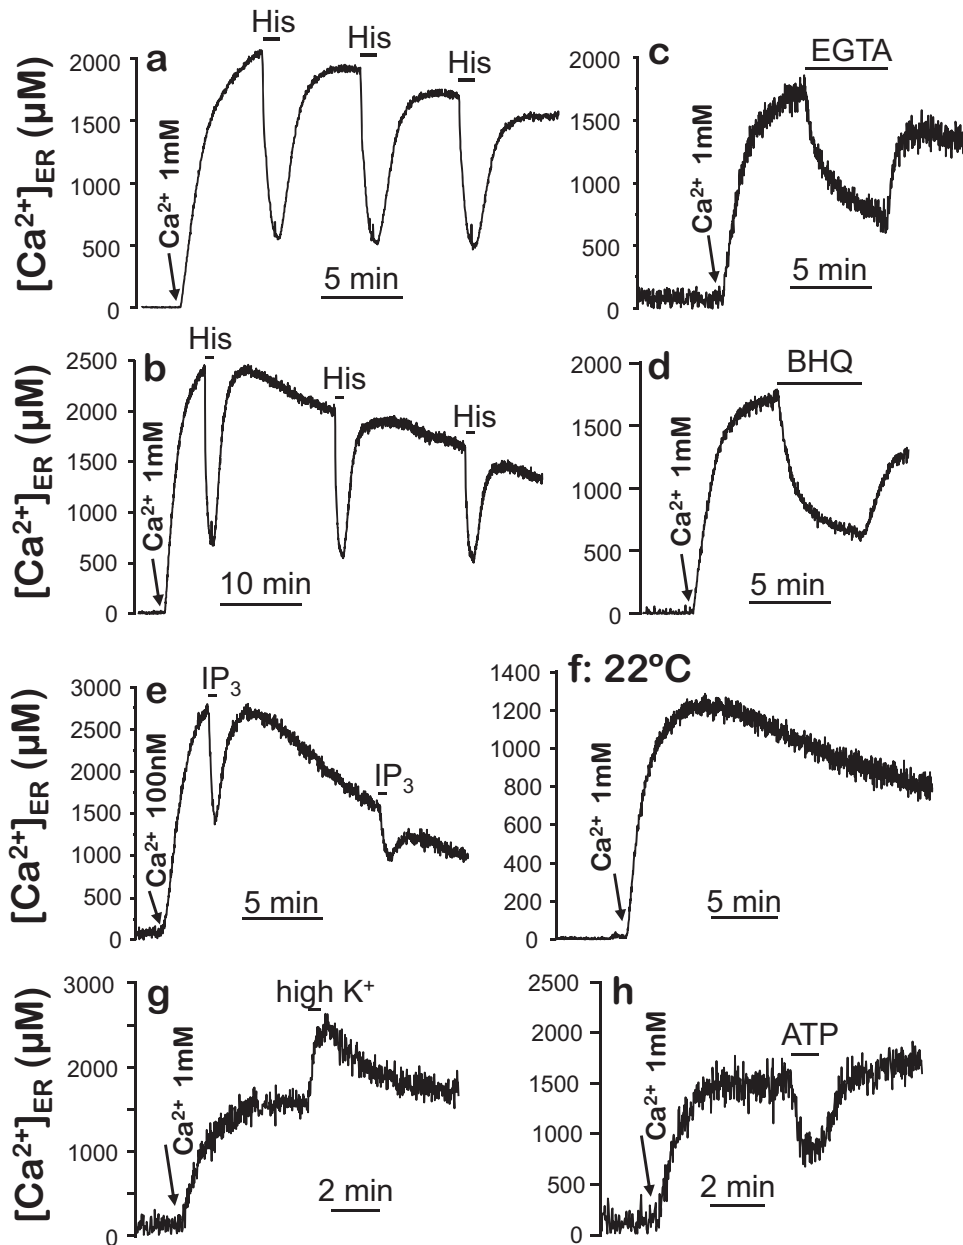 a
His
His
His
[Ca²⁺]ER (µM)
2000
1500
1000
500
0
Ca²⁺ 1mM
5 min
c
EGTA
2000
1500
1000
500
0
Ca²⁺ 1mM
5 min
b
His
His
His
[Ca²⁺]ER (µM)
2500
2000
1500
1000
500
0
Ca²⁺ 1mM
10 min
d
BHQ
2000
1500
1000
500
0
Ca²⁺ 1mM
5 min
e
IP₃
IP₃
[Ca²⁺]ER (µM)
3000
2500
2000
1500
1000
500
0
Ca²⁺ 100nM
5 min
f: 22ºC
1400
1200
1000
800
600
400
200
0
Ca²⁺ 1mM
5 min
g
high K⁺
[Ca²⁺]ER (µM)
3000
2000
1000
0
Ca²⁺ 1mM
2 min
h
ATP
2500
2000
1500
1000
500
0
Ca²⁺ 1mM
2 min